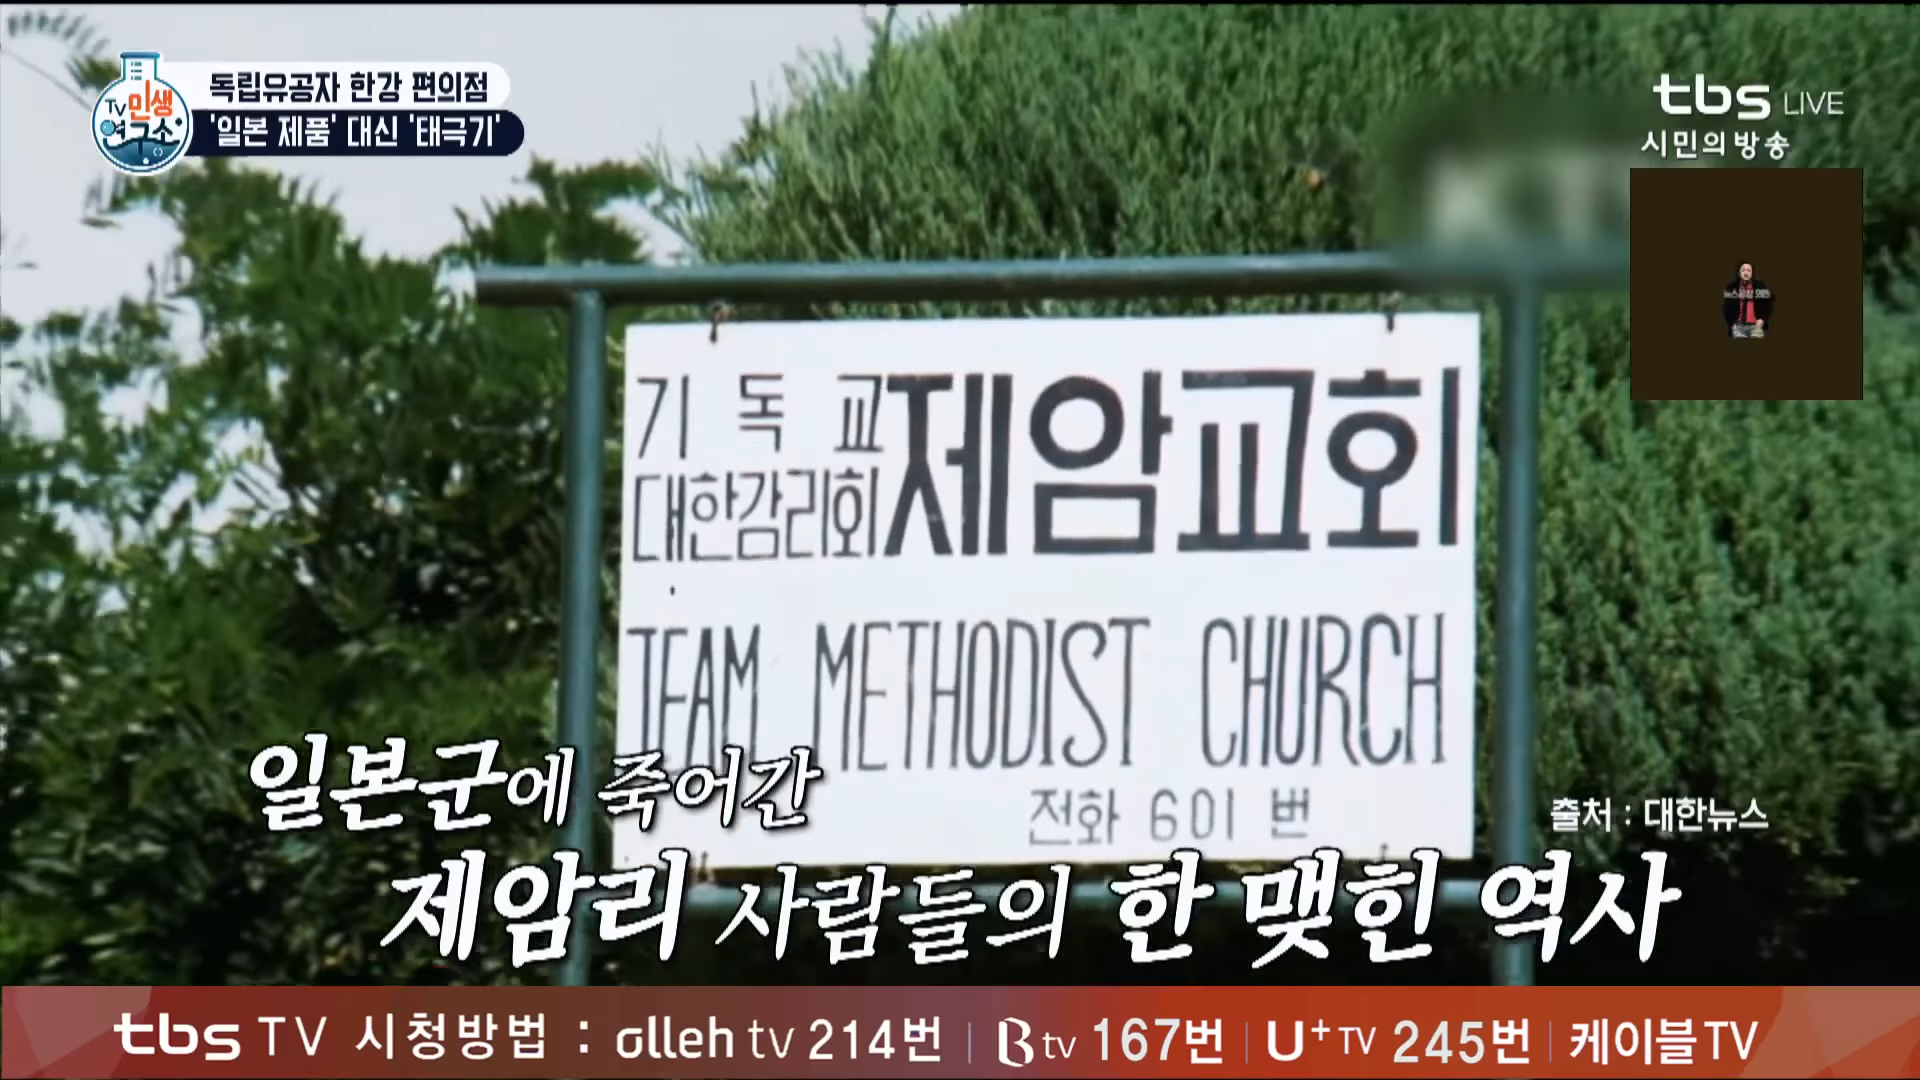 TV민생
연구소
독립유공자 한강 편의점
'일본 제품' 대신 '태극기'
tbs LIVE
시민의방송
기독교
대한감리회
제암교회
JEAM METHODIST CHURCH
전화 601 번
일본군에 죽어간
제암리 사람들의 한 맺힌 역사
출처 : 대한뉴스
tbs TV 시청방법 : olleh tv 214번 | B tv 167번 | U+TV 245번 | 케이블TV